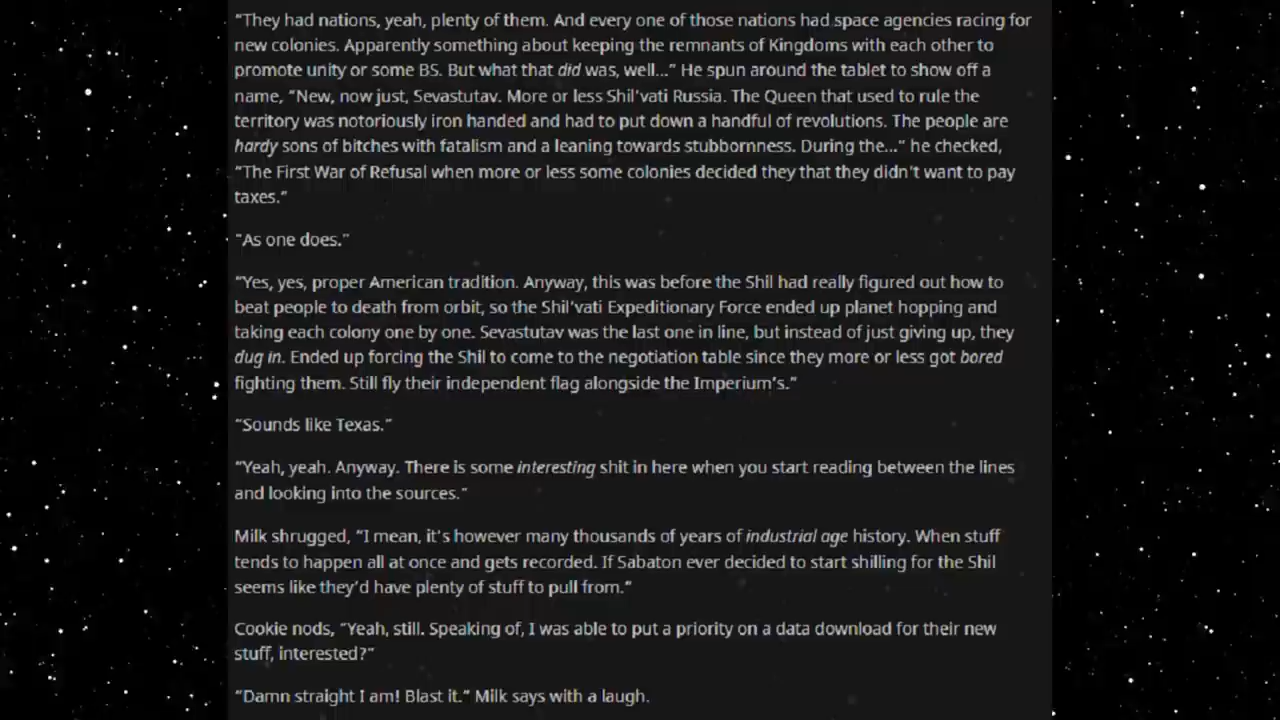 “They had nations, yeah, plenty of them. And every one of those nations had space agencies racing for
new colonies. Apparently something about keeping the remnants of Kingdoms with each other to
promote unity or some BS. But what that did was, well...” He spun around the tablet to show off a
name, “New, now just, Sevastutav. More or less Shil’vati Russia. The Queen that used to rule the
territory was notoriously iron handed and had to put down a handful of revolutions. The people are
hardy sons of bitches with fatalism and a leaning towards stubbornness. During the...” he checked,
“The First War of Refusal when more or less some colonies decided they that they didn’t want to pay
taxes.”
“As one does.”
“Yes, yes, proper American tradition. Anyway, this was before the Shil had really figured out how to
beat people to death from orbit, so the Shil’vati Expeditionary Force ended up planet hopping and
taking each colony one by one. Sevastutav was the last one in line, but instead of just giving up, they
dug in. Ended up forcing the Shil to come to the negotiation table since they more or less got bored
fighting them. Still fly their independent flag alongside the Imperium’s.”
“Sounds like Texas.”
“Yeah, yeah. Anyway. There is some interesting shit in here when you start reading between the lines
and looking into the sources.”
Milk shrugged, “I mean, it’s however many thousands of years of industrial age history. When stuff
tends to happen all at once and gets recorded. If Sabaton ever decided to start shilling for the Shil
seems like they’d have plenty of stuff to pull from.”
Cookie nods, “Yeah, still. Speaking of, I was able to put a priority on a data download for their new
stuff, interested?”
“Damn straight I am! Blast it.” Milk says with a laugh.